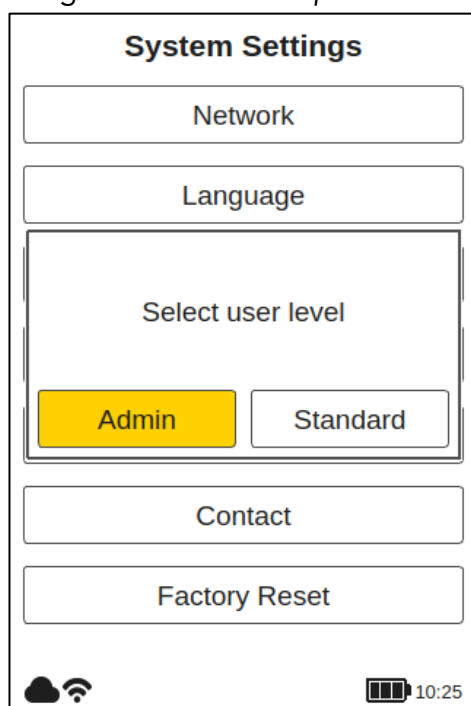 System Settings
Network
Language
Select user level
Admin Standard
Contact
Factory Reset
10:25